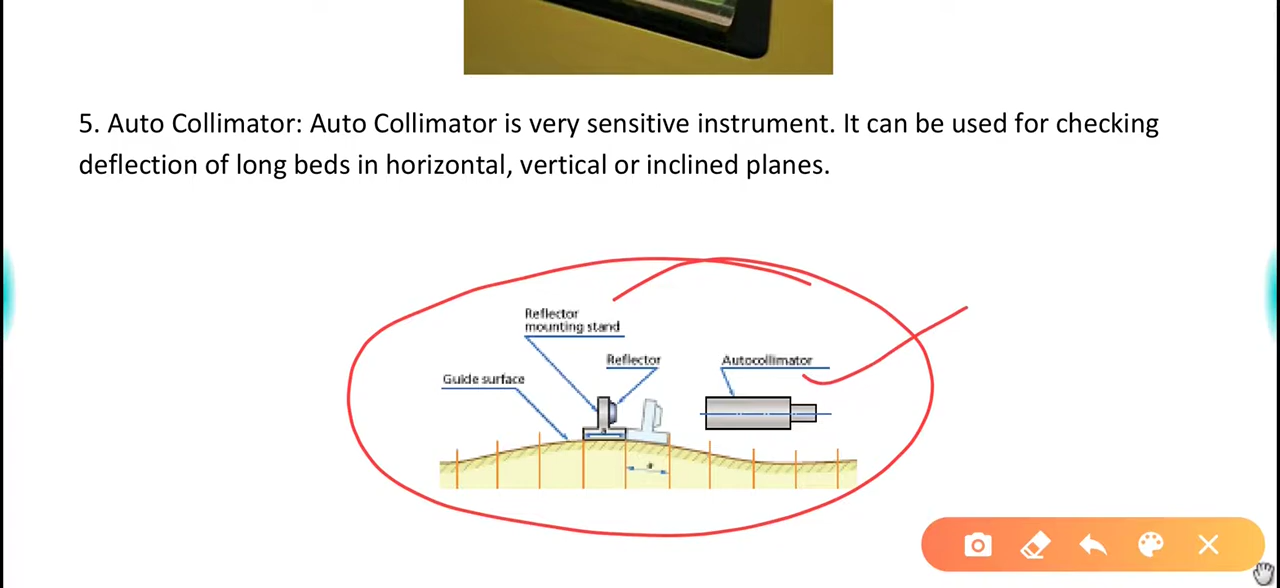 5. Auto Collimator: Auto Collimator is very sensitive instrument. It can be used for checking
deflection of long beds in horizontal, vertical or inclined planes.
Reflector
mounting stand
Reflector
Autocollimator
Guide surface